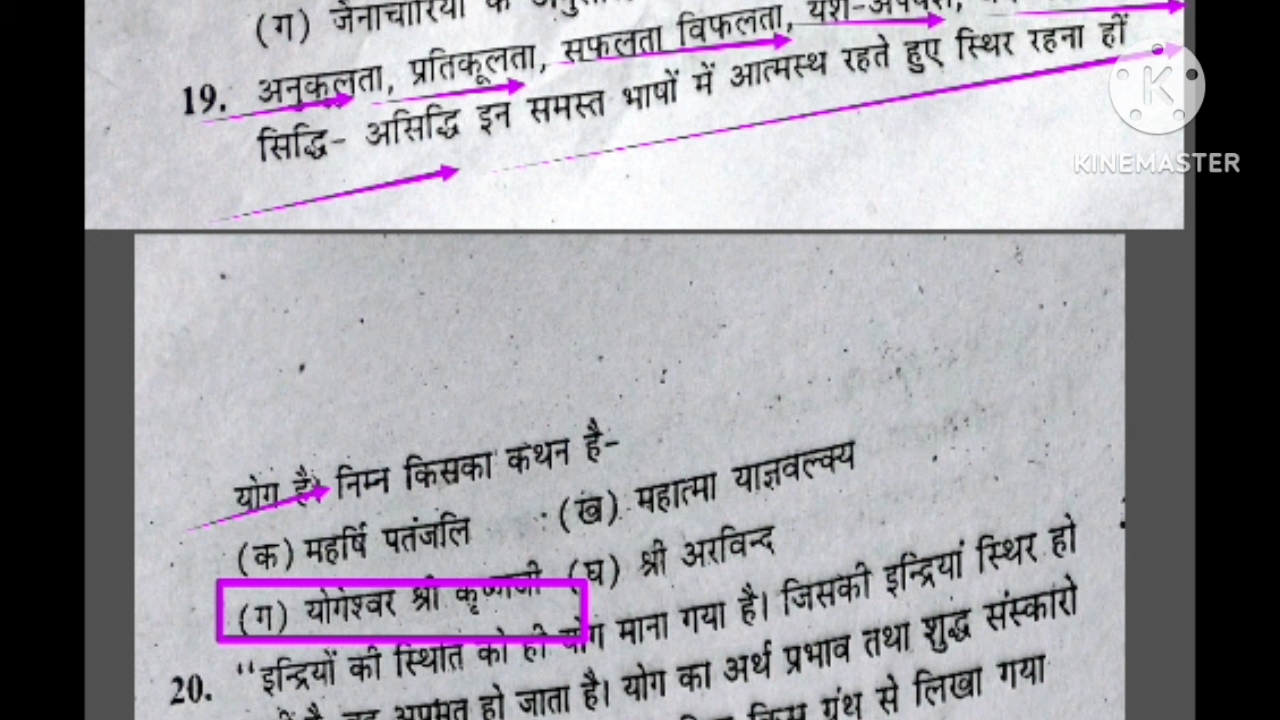 (ग) जैनाचार्यों के
19. अनुकूलता, प्रतिकूलता, सफलता विफलता, यश-अपयश,
सिद्धि- असिद्धि इन समस्त भाषों में आत्मस्थ रहते हुए स्थिर रहना हीं
K
KINEMASTER
योग है। निम्न किसका कथन है-
(क) महर्षि पतंजलि (ख) महात्मा याज्ञवल्क्य
(ग) योगेश्वर श्री कृष्णजी (घ) श्री अरविन्द
20. "इन्द्रियों की स्थिति को ही योग माना गया है। जिसकी इन्द्रियां स्थिर हो
हो जाता है। योग का अर्थ प्रभाव तथा शुद्ध संस्कारो
ग्रंथ से लिखा गया